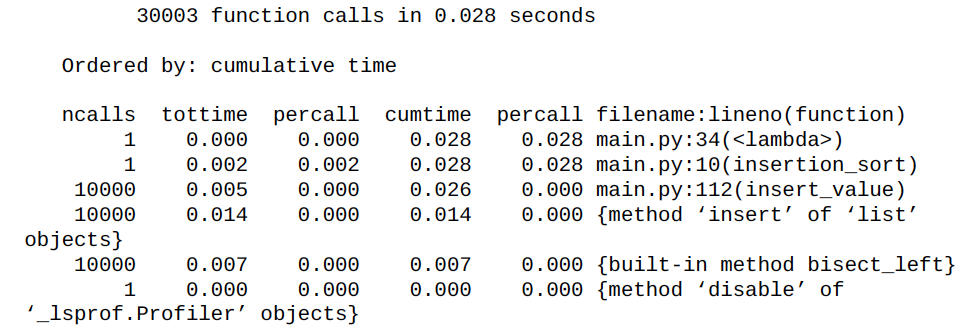 30003 function calls in 0.028 seconds
Ordered by: cumulative time
ncalls tottime percall cumtime percall filename:lineno(function)
1 0.000 0.000 0.028 0.028 main.py:34(<lambda>)
1 0.002 0.002 0.028 0.028 main.py:10(insertion_sort)
10000 0.005 0.000 0.026 0.000 main.py:112(insert_value)
10000 0.014 0.000 0.014 0.000 {method ‘insert’ of ‘list’
objects}
10000 0.007 0.000 0.007 0.000 {built-in method bisect_left}
1 0.000 0.000 0.000 0.000 {method ‘disable’ of
‘_lsprof.Profiler’ objects}